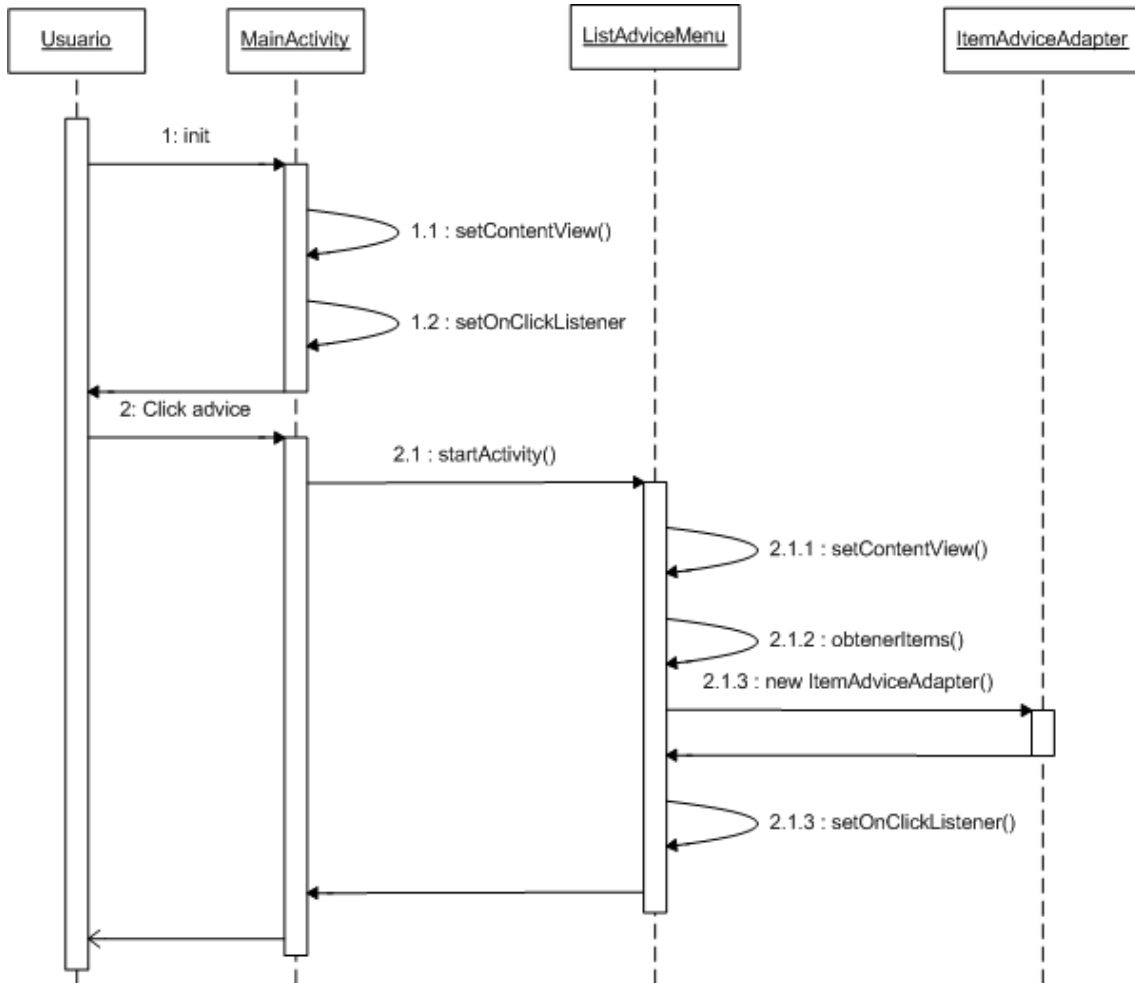 Usuario
MainActivity
ListAdviceMenu
ItemAdviceAdapter
1: init
1.1 : setContentView()
1.2 : setOnClickListener
2: Click advice
2.1 : startActivity()
2.1.1 : setContentView()
2.1.2 : obtenerItems()
2.1.3 : new ItemAdviceAdapter()
2.1.3 : setOnClickListener()